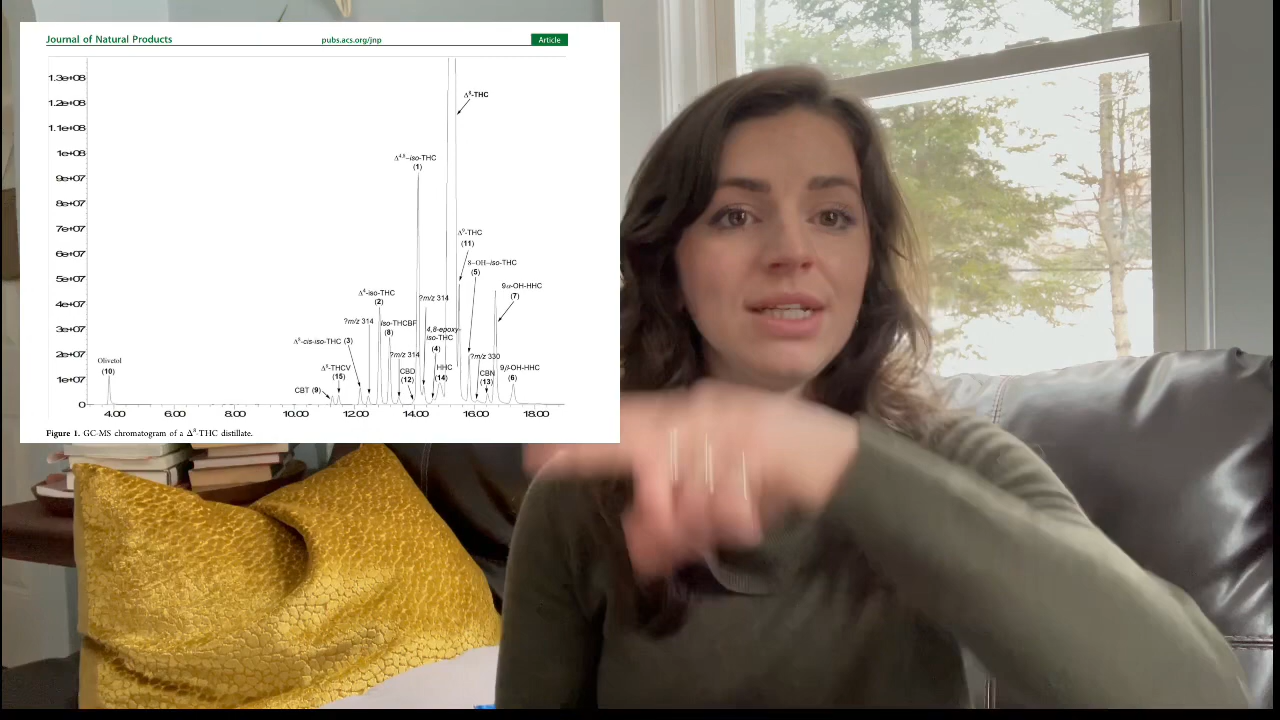 Journal of Natural Products
pubs.acs.org/jnp
Article
1.3e+08
1.2e+08
1.1e+08
1e+08
9e+07
8e+07
7e+07
6e+07
5e+07
4e+07
3e+07
2e+07
1e+07
0
4.00 6.00 8.00 10.00 12.00 14.00 16.00 18.00
Olivetol
(10)
CBT (9)
Δ⁹-THCV
(15)
Δ⁸-cis-iso-THC (3)
?m/z 314
Δ⁴-iso-THC
(2)
iso-THCBF
(8)
?m/z 314
CBD
(12)
Δ⁴,⁸-iso-THC
(1)
?m/z 314
4,8-epoxy-
iso-THC
(4)
HHC
(14)
Δ⁸-THC
Δ⁹-THC
(11)
8-OH-iso-THC
(5)
?m/z 330
CBN
(13)
9α-OH-HHC
(7)
9β-OH-HHC
(6)
Figure 1. GC-MS chromatogram of a Δ⁸-THC distillate.